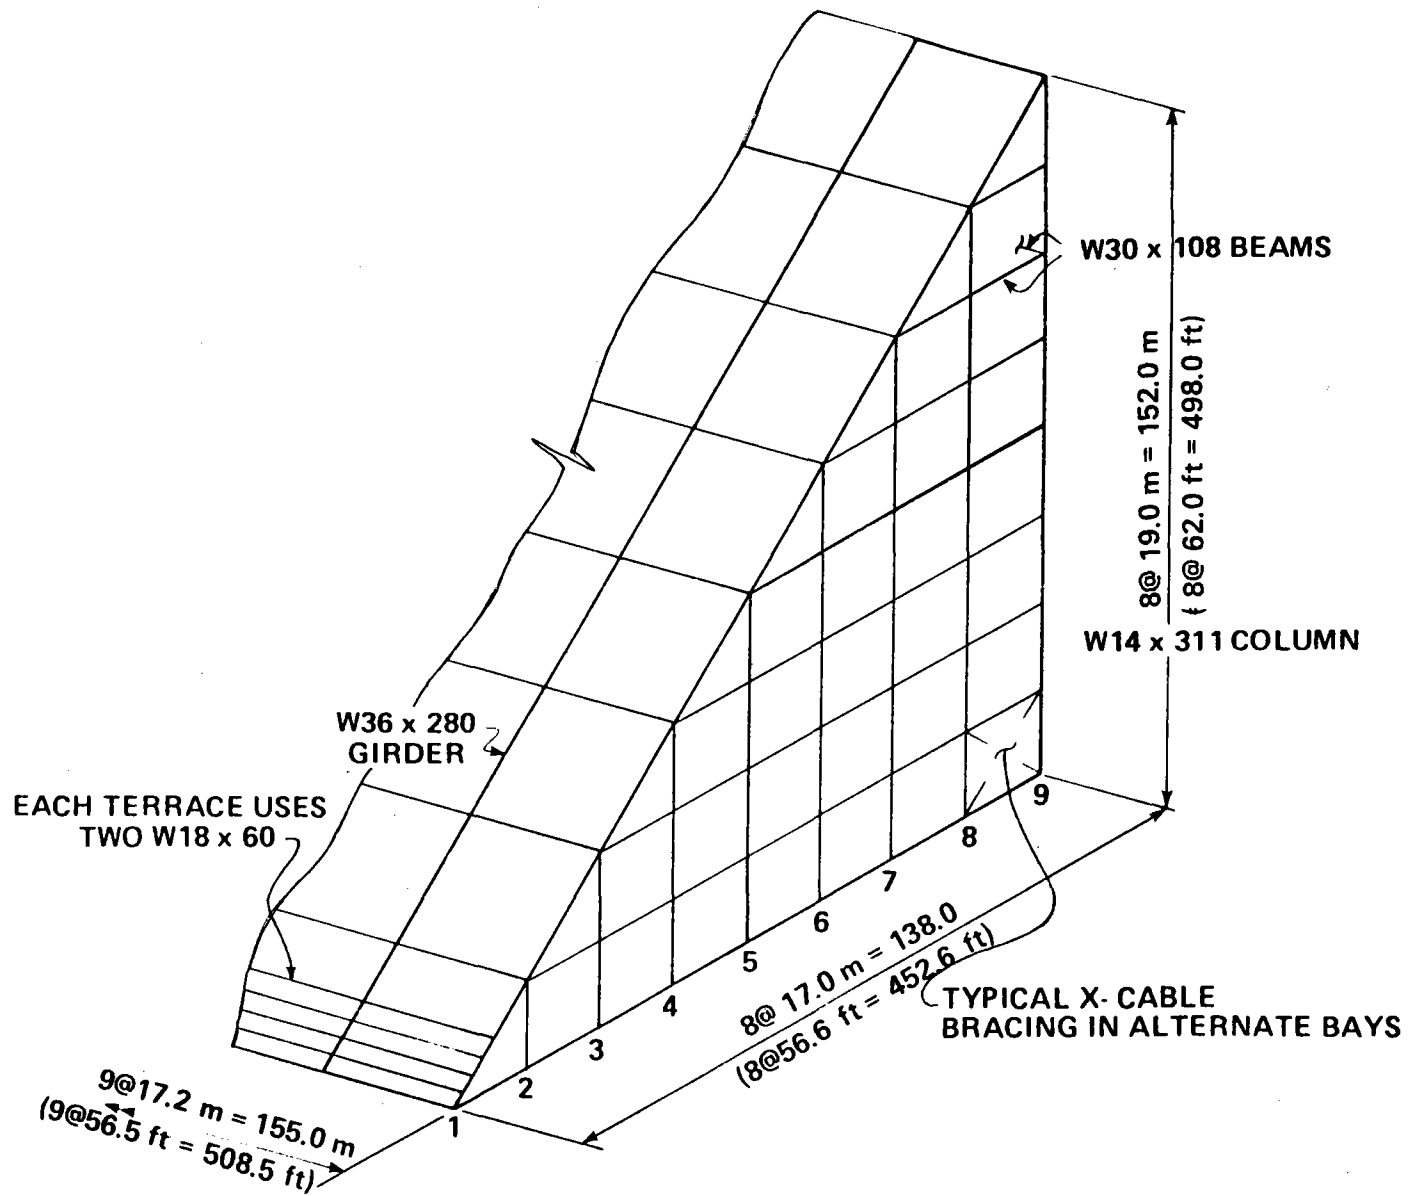 W30 x 108 BEAMS
8@ 19.0 m = 152.0 m
( 8@ 62.0 ft = 498.0 ft)
W14 x 311 COLUMN
W36 x 280
GIRDER
EACH TERRACE USES
TWO W18 x 60
9
8
7
6
5
4
3
2
1
8@ 17.0 m = 138.0
(8@56.6 ft = 452.6 ft)
TYPICAL X- CABLE
BRACING IN ALTERNATE BAYS
9@17.2 m = 155.0 m
(9@56.5 ft = 508.5 ft)